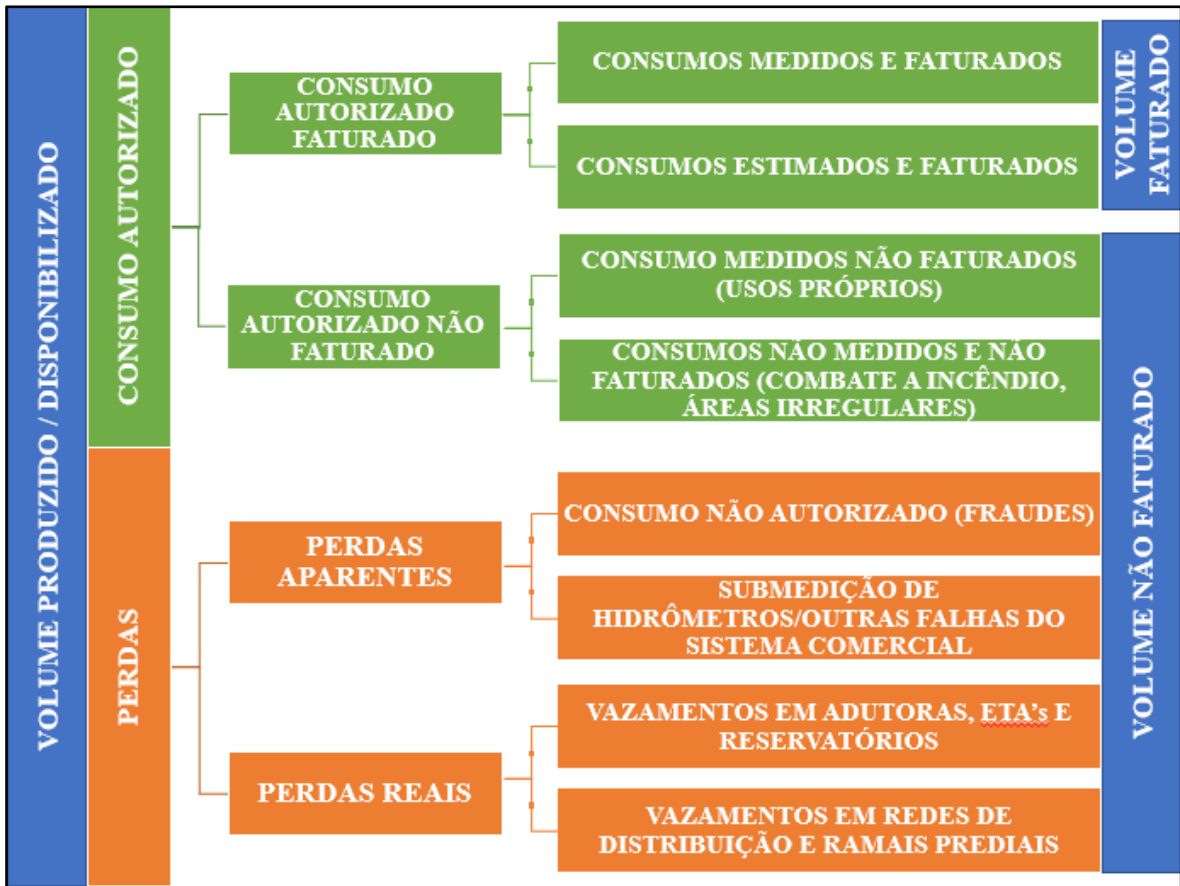 VOLUME PRODUZIDO / DISPONIBILIZADO
CONSUMO AUTORIZADO
CONSUMO
AUTORIZADO
FATURADO
CONSUMOS MEDIDOS E FATURADOS
CONSUMOS ESTIMADOS E FATURADOS
VOLUME
FATURADO
CONSUMO
AUTORIZADO NÃO
FATURADO
CONSUMO MEDIDOS NÃO FATURADOS
(USOS PRÓPRIOS)
CONSUMOS NÃO MEDIDOS E NÃO
FATURADOS (COMBATE A INCÊNDIO,
ÁREAS IRREGULARES)
VOLUME NÃO FATURADO
PERDAS
PERDAS
APARENTES
CONSUMO NÃO AUTORIZADO (FRAUDES)
SUBMEDIÇÃO DE
HIDRÔMETROS/OUTRAS FALHAS DO
SISTEMA COMERCIAL
PERDAS REAIS
VAZAMENTOS EM ADUTORAS, ETA’s E
RESERVATÓRIOS
VAZAMENTOS EM REDES DE
DISTRIBUIÇÃO E RAMAIS PREDIAIS